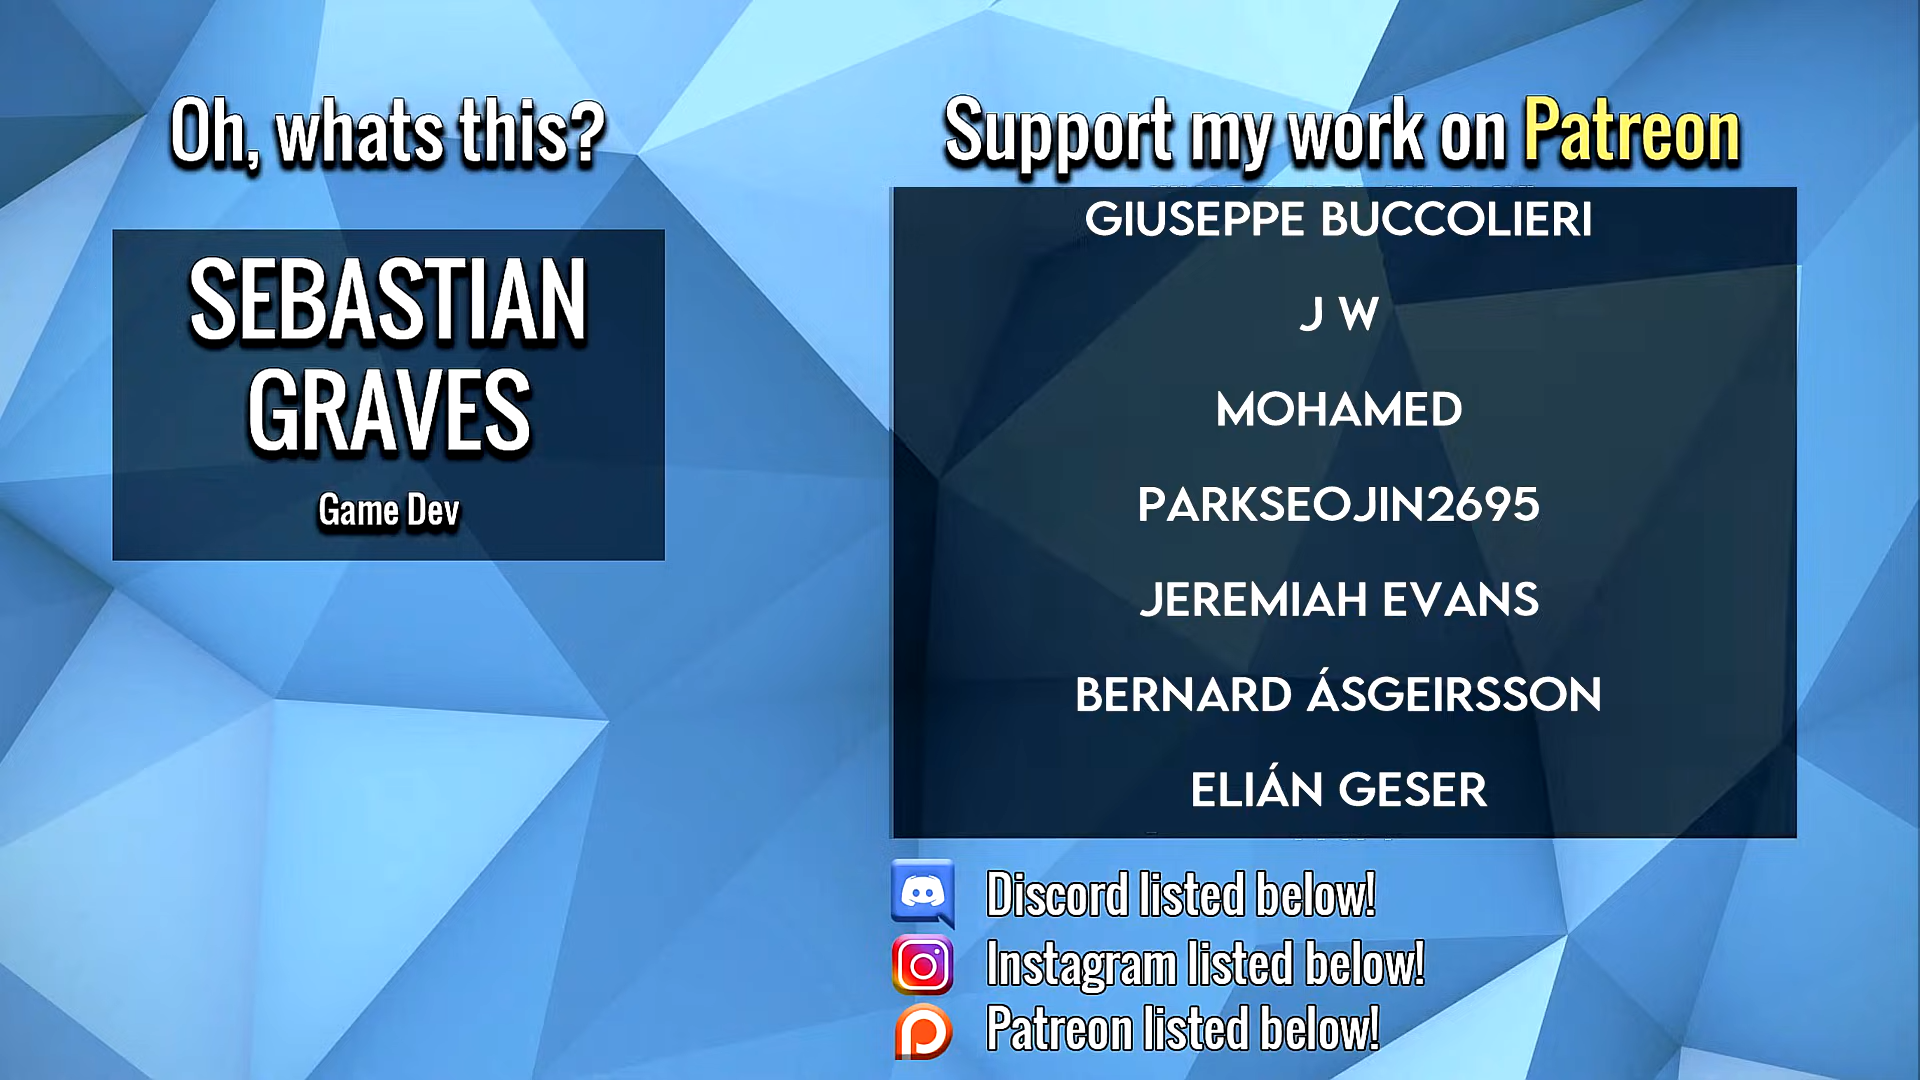 Oh, whats this?
SEBASTIAN
GRAVES
Game Dev
Support my work on Patreon
GIUSEPPE BUCCOLIERI
J W
MOHAMED
PARKSEOJIN2695
JEREMIAH EVANS
BERNARD ÁSGEIRSSON
ELIÁN GESER
Discord listed below!
Instagram listed below!
Patreon listed below!